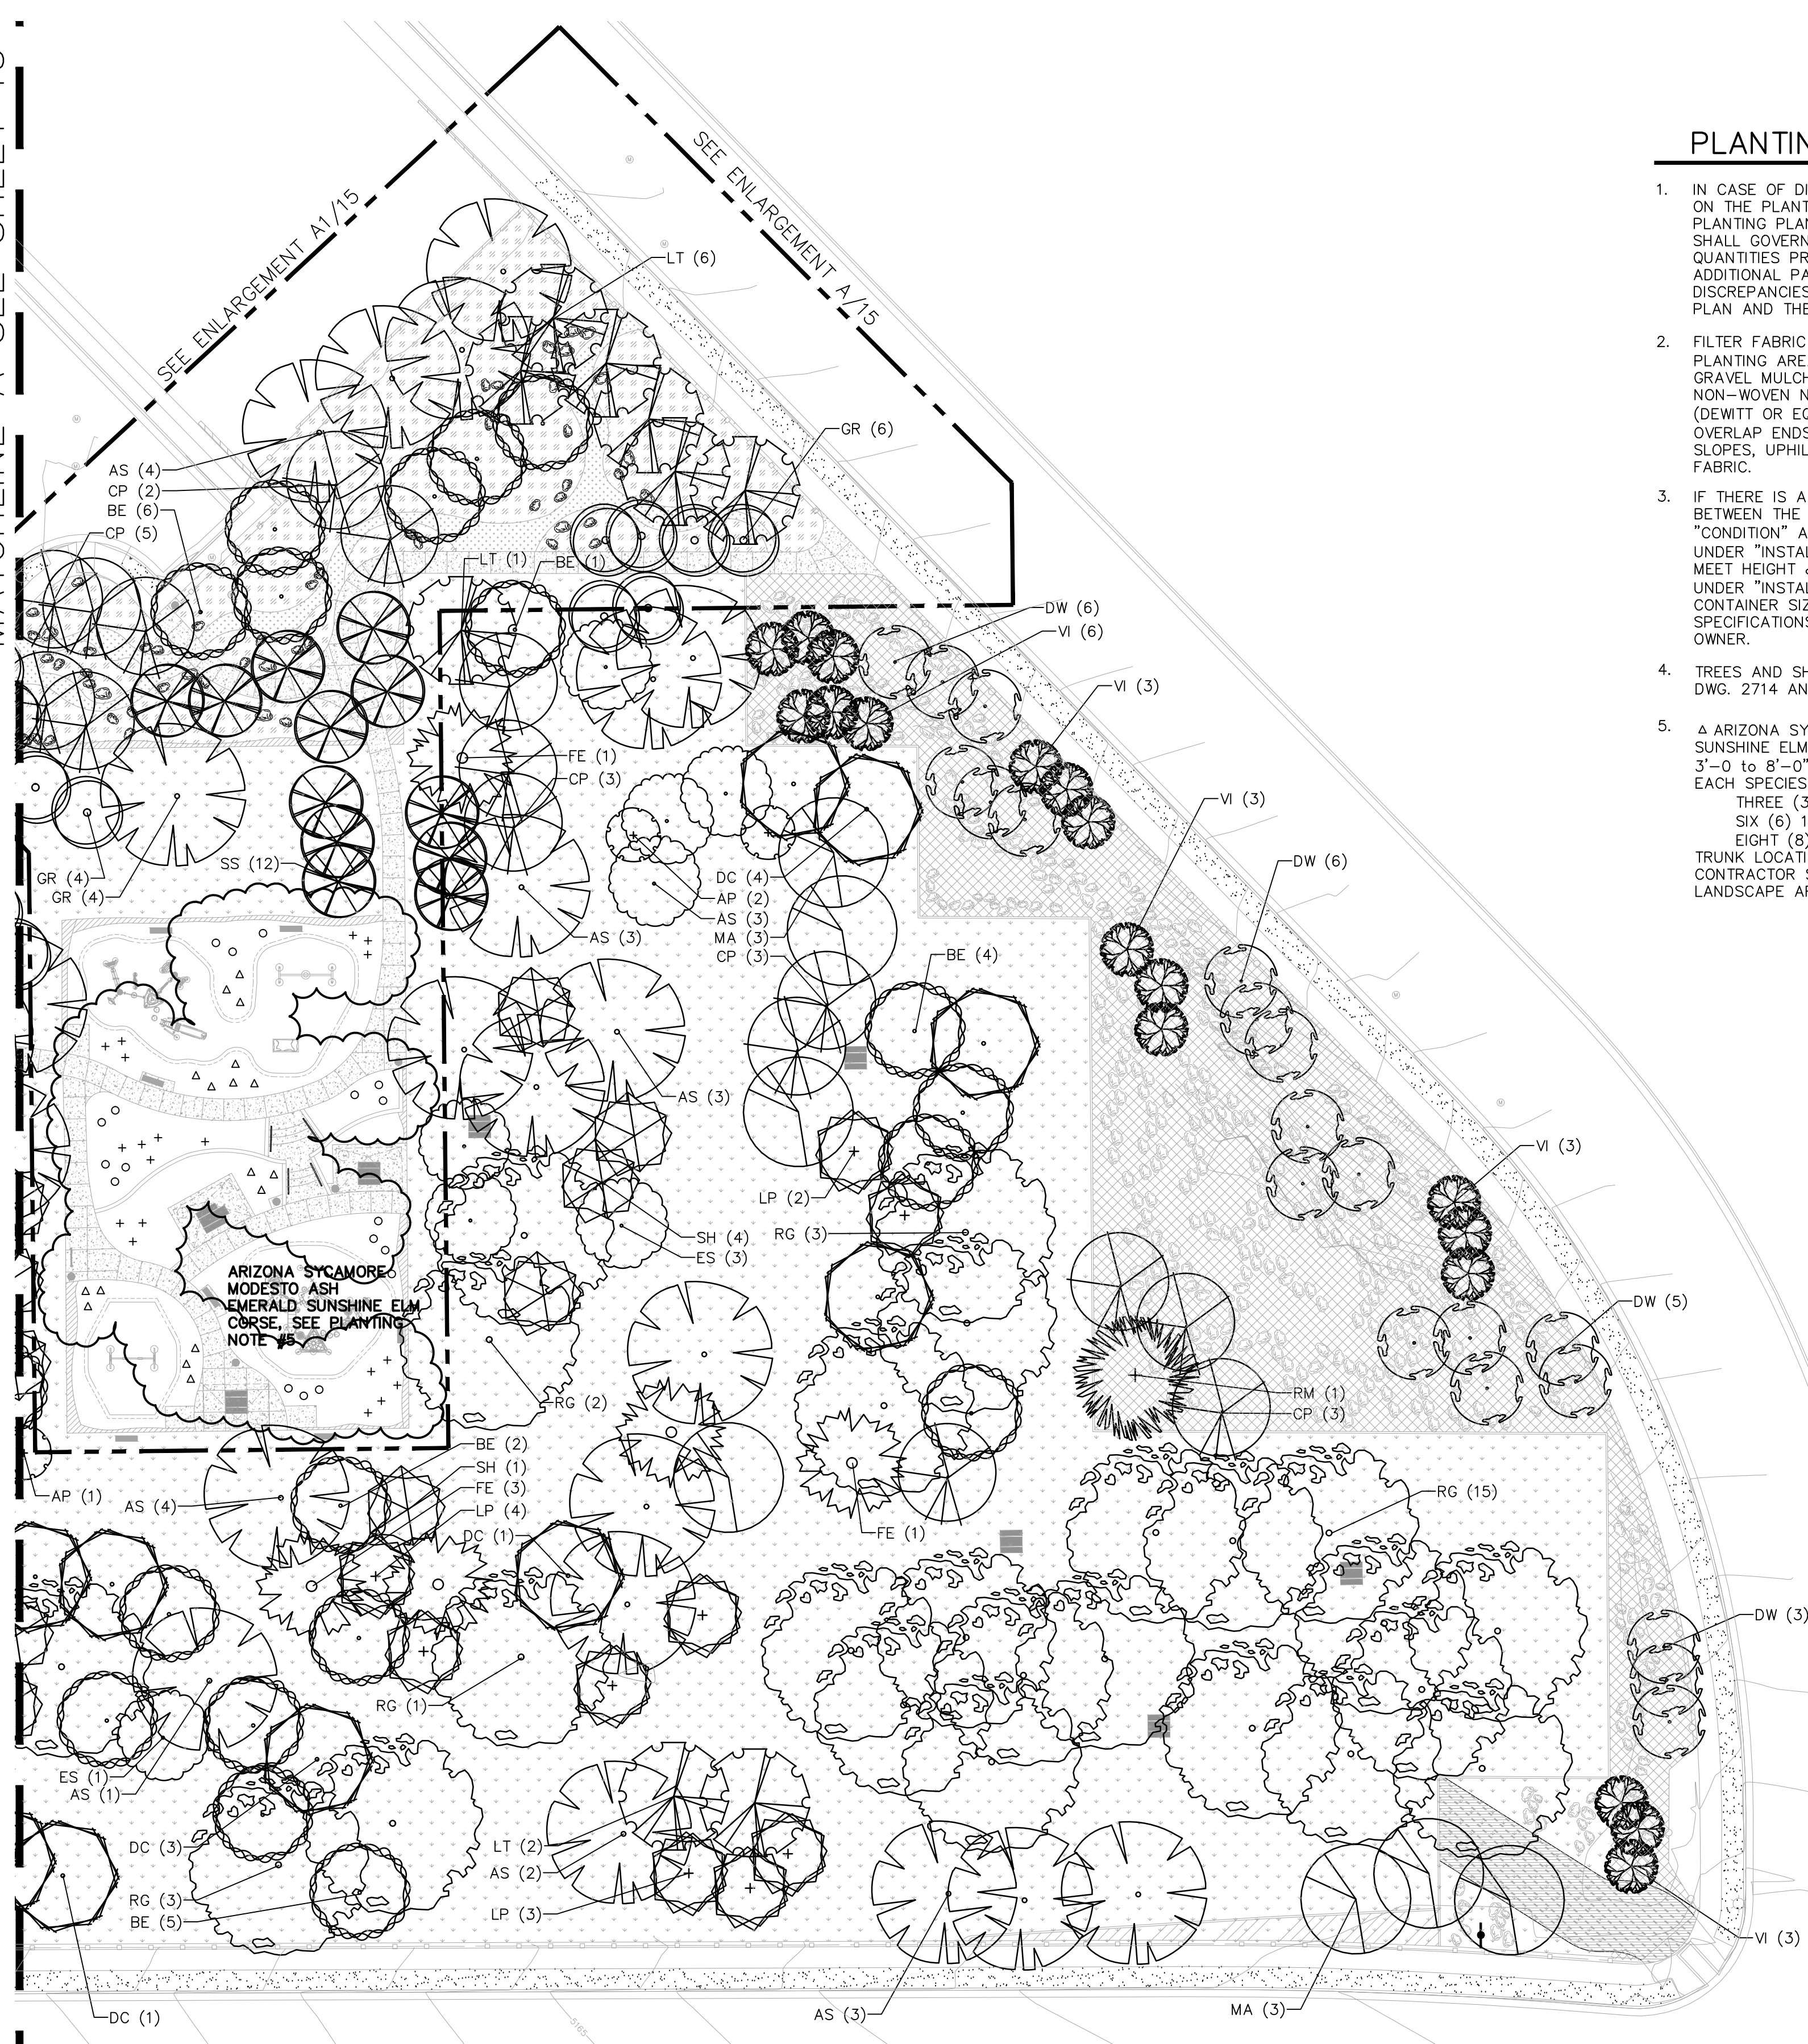 SEE ENLARGEMENT A1/15
SEE ENLARGEMENT A/15
LT (6)
GR (6)
AS (4)
CP (2)
BE (6)
CP (5)
LT (1)
BE (1)
DW (6)
VI (6)
VI (3)
FE (1)
CP (3)
VI (3)
SS (12)
GR (4)
GR (4)
DC (4)
AP (2)
AS (3)
MA (3)
CP (3)
DW (6)
AS (3)
BE (4)
AS (3)
VI (3)
LP (2)
SH (4)
ES (3)
RG (3)
ARIZONA SYCAMORE
MODESTO ASH
EMERALD SUNSHINE ELM
CORSE, SEE PLANTING
NOTE #5
DW (5)
RG (2)
RM (1)
CP (3)
BE (2)
SH (1)
FE (3)
LP (4)
DC (1)
AP (1)
AS (4)
RG (15)
FE (1)
DW (3)
RG (1)
ES (1)
AS (1)
DC (3)
RG (3)
BE (5)
LT (2)
AS (2)
LP (3)
VI (3)
DC (1)
AS (3)
MA (3)
5165
PLANTIN
1. IN CASE OF DI
ON THE PLANT
PLANTING PLAN
SHALL GOVERN
QUANTITIES PR
ADDITIONAL PA
DISCREPANCIES
PLAN AND THE
2. FILTER FABRIC
PLANTING ARE
GRAVEL MULCH
NON-WOVEN N
(DEWITT OR EQ
OVERLAP ENDS
SLOPES, UPHIL
FABRIC.
3. IF THERE IS A
BETWEEN THE
"CONDITION" A
UNDER "INSTAL
MEET HEIGHT &
UNDER "INSTAL
CONTAINER SIZ
SPECIFICATIONS
OWNER.
4. TREES AND SH
DWG. 2714 AN
5. △ ARIZONA SY
SUNSHINE ELM
3'-0 to 8'-0"
EACH SPECIES
THREE (3
SIX (6) 1
EIGHT (8)
TRUNK LOCATI
CONTRACTOR S
LANDSCAPE AR